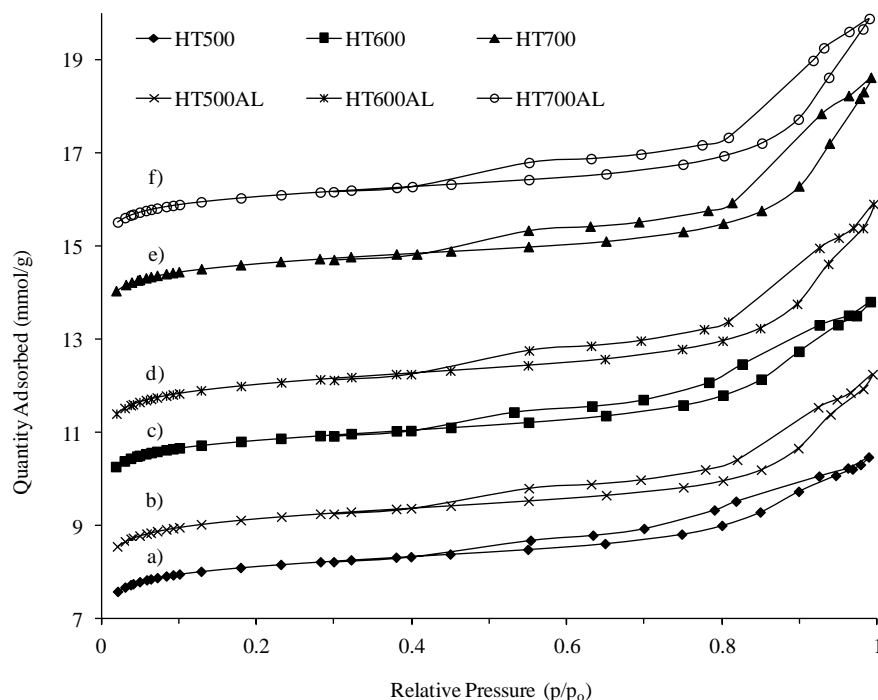 HT500 HT600 HT700
HT500AL HT600AL HT700AL
19
17
15
13
11
9
7
f)
e)
d)
c)
b)
a)
Quantity Adsorbed (mmol/g)
0 0.2 0.4 0.6 0.8 1
Relative Pressure (p/pₒ)